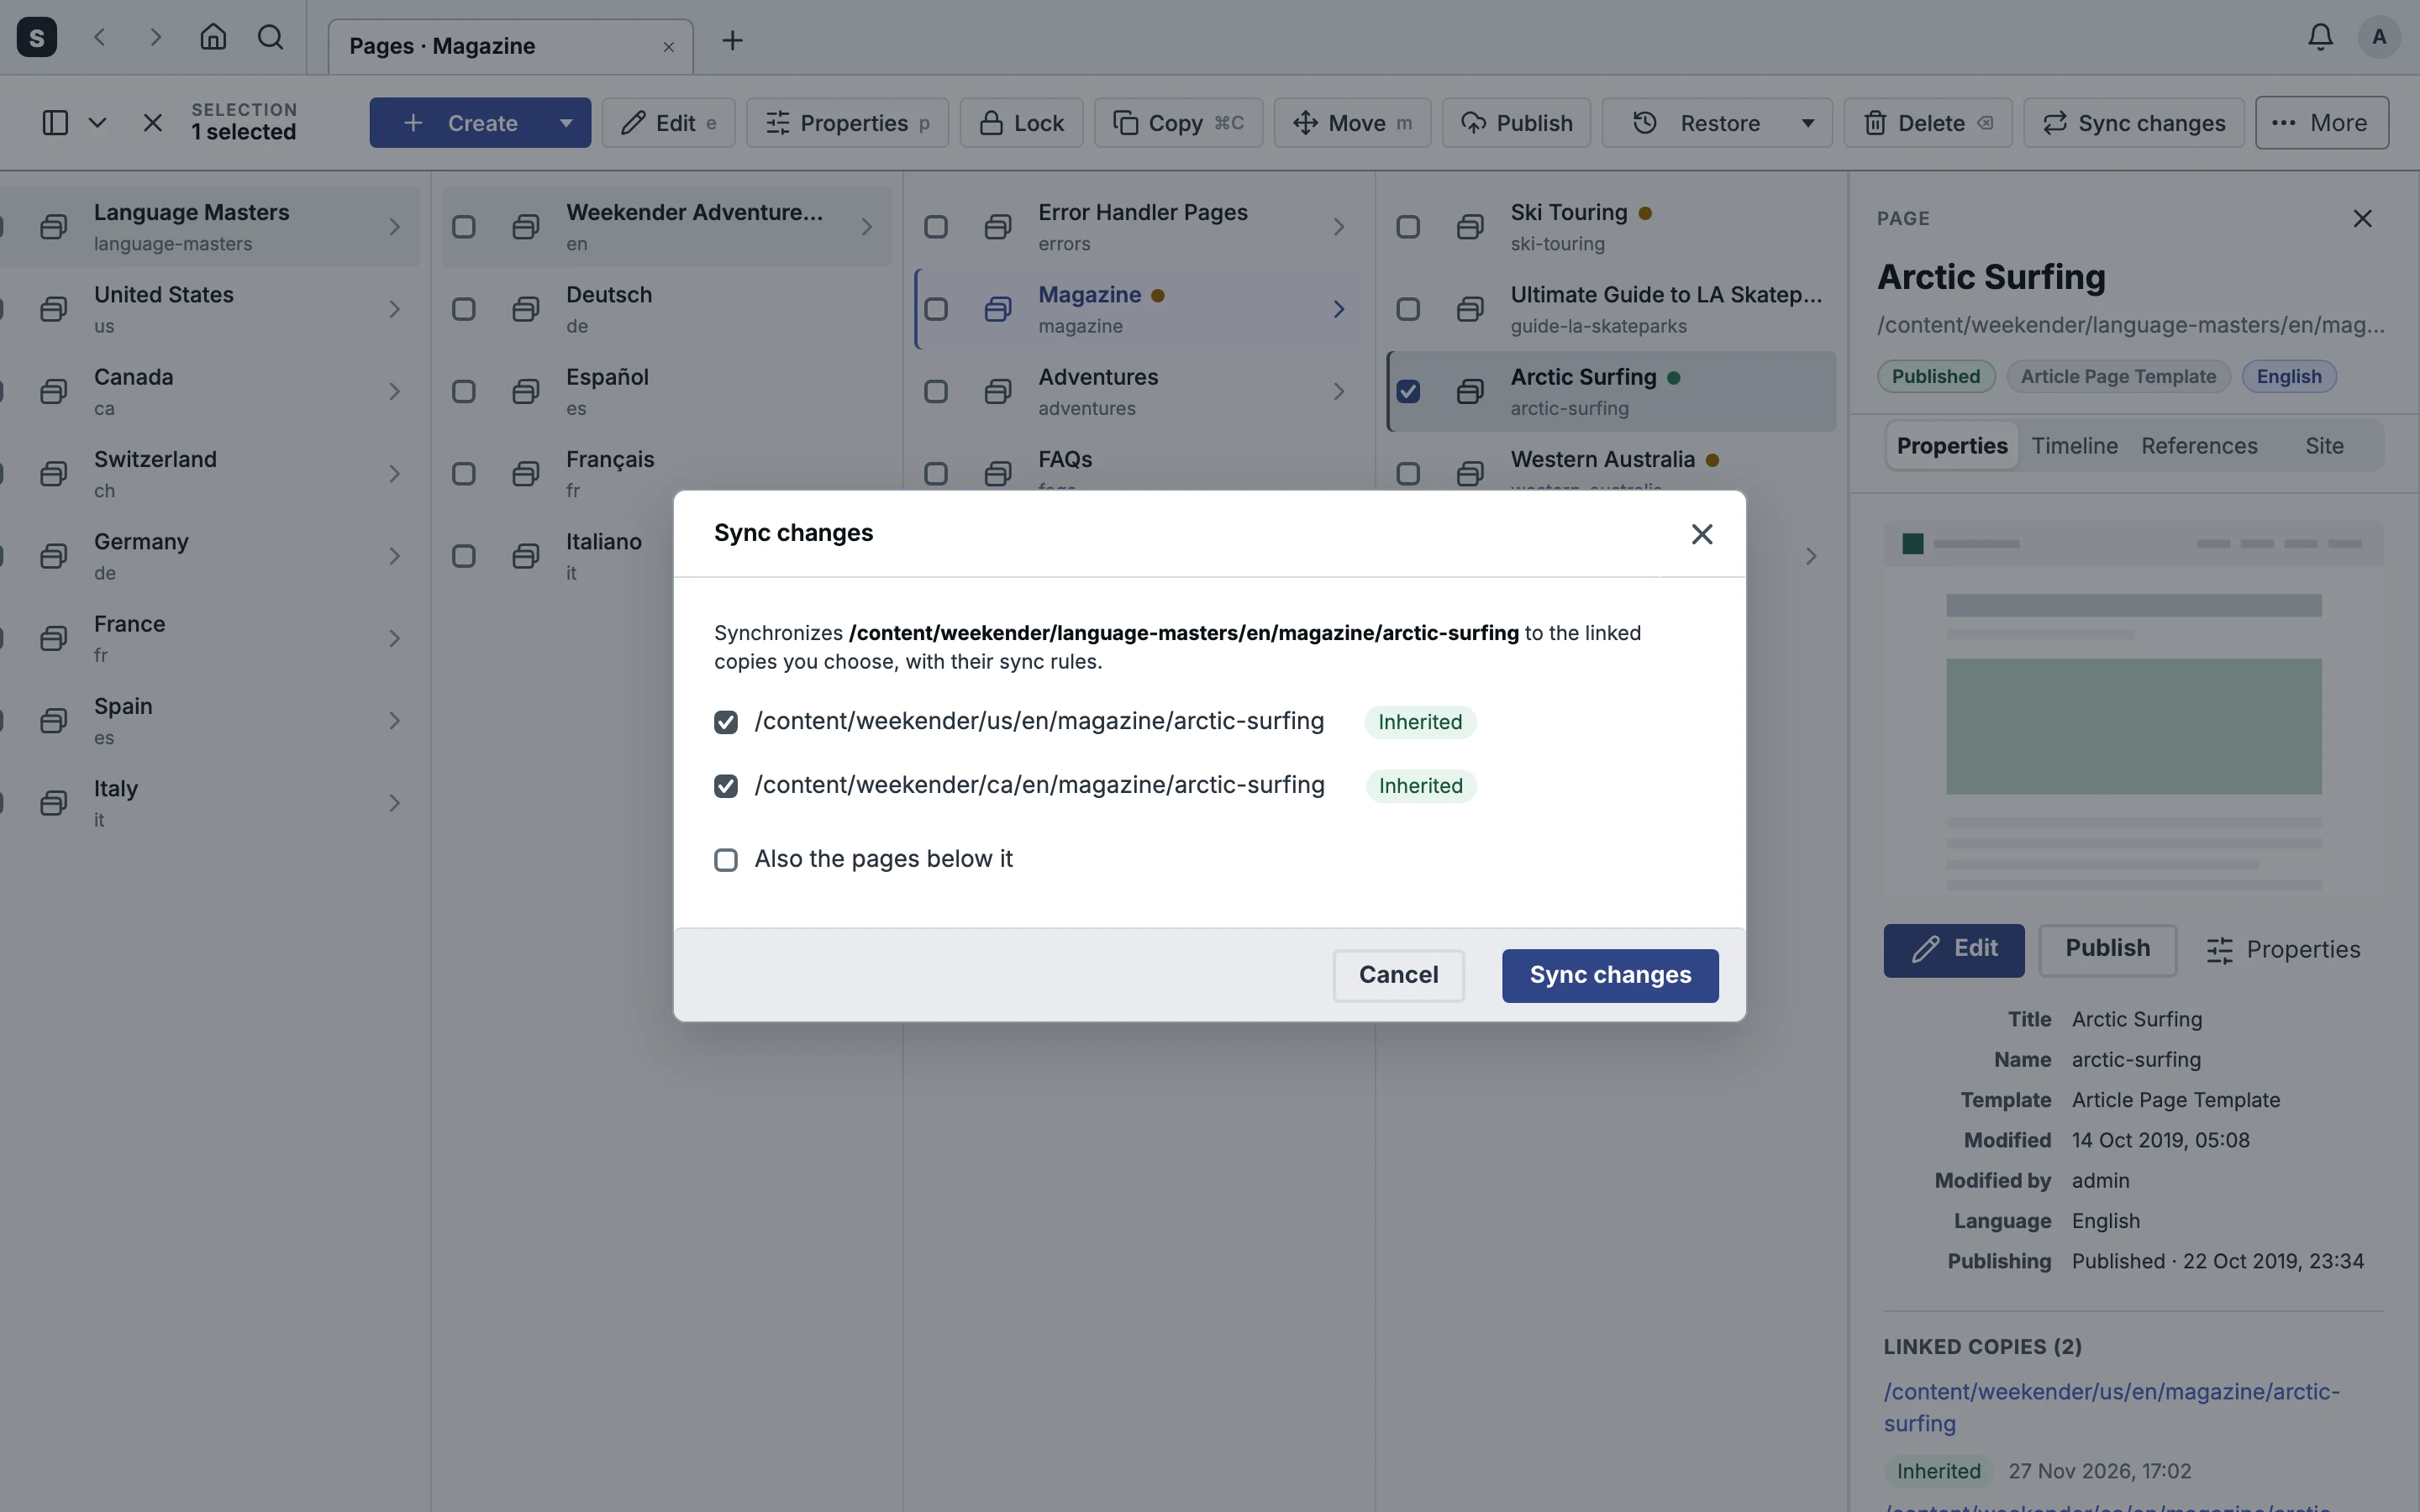 S
Pages · Magazine
A
SELECTION
1 selected
Create
Edit e
Properties p
Lock
Copy ⌘C
Move m
Publish
Restore
Delete
Sync changes
More
Language Masters
language-masters
United States
us
Canada
ca
Switzerland
ch
Germany
de
France
fr
Spain
es
Italy
it
Weekender Adventure...
en
Deutsch
de
Español
es
Français
fr
Italiano
it
Error Handler Pages
errors
Magazine
magazine
Adventures
adventures
FAQs
Ski Touring
ski-touring
Ultimate Guide to LA Skatep...
guide-la-skateparks
Arctic Surfing
arctic-surfing
Western Australia
PAGE
Arctic Surfing
/content/weekender/language-masters/en/mag...
Published
Article Page Template
English
Properties
Timeline
References
Site
Edit
Publish
Properties
Title Arctic Surfing
Name arctic-surfing
Template Article Page Template
Modified 14 Oct 2019, 05:08
Modified by admin
Language English
Publishing Published · 22 Oct 2019, 23:34
LINKED COPIES (2)
/content/weekender/us/en/magazine/arctic-
surfing
Inherited 27 Nov 2026, 17:02
Sync changes
Synchronizes /content/weekender/language-masters/en/magazine/arctic-surfing to the linked
copies you choose, with their sync rules.
/content/weekender/us/en/magazine/arctic-surfing Inherited
/content/weekender/ca/en/magazine/arctic-surfing Inherited
Also the pages below it
Cancel
Sync changes